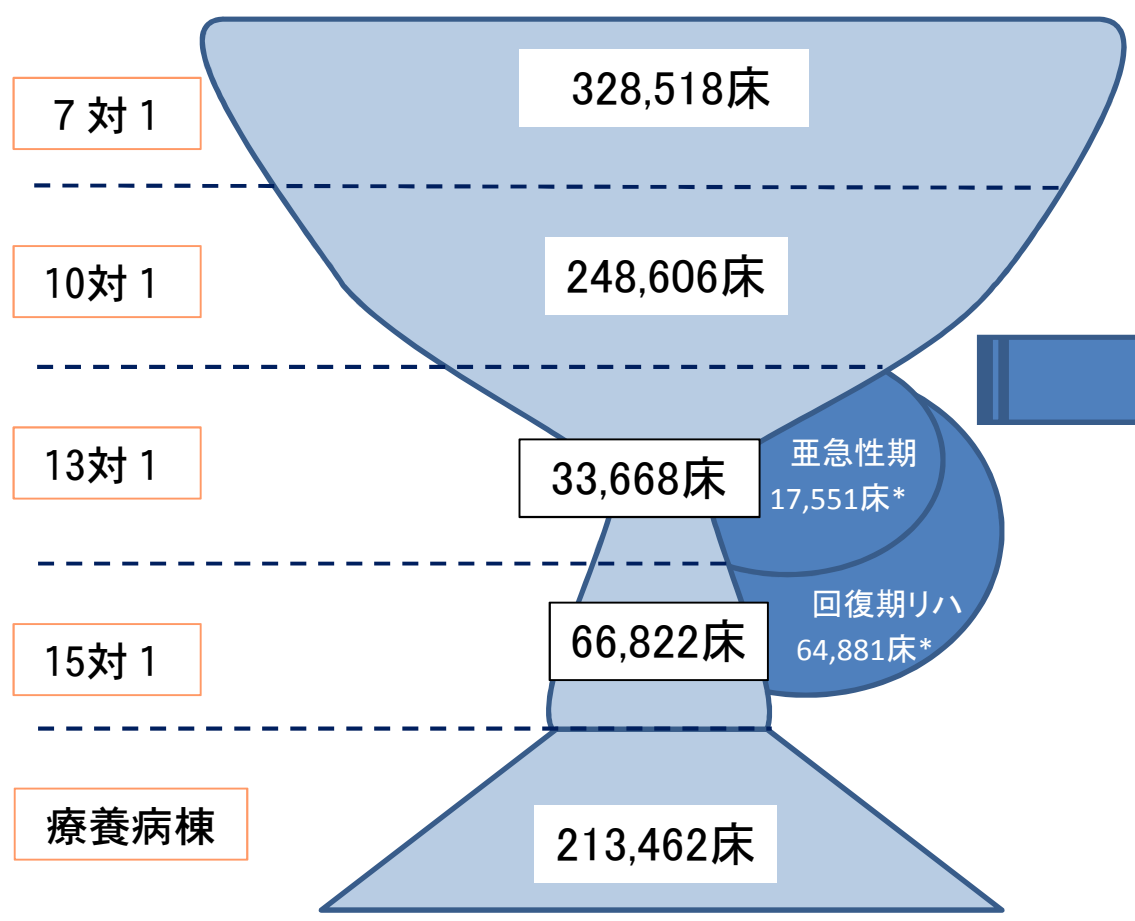 7対1
328,518床
10対1
248,606床
13対1
33,668床
亜急性期
17,551床*
15対1
66,822床
回復期リハ
64,881床*
療養病棟
213,462床